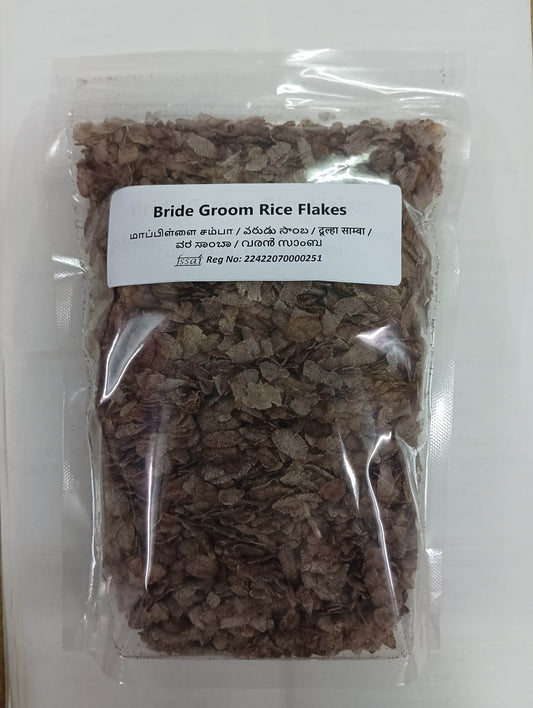 Bride Groom Rice Flakes
மாப்பிள்ளை சம்பா / వరుడు సాంబ / दूल्हा साम्बा /
ವರ ಸಾಂಬಾ / വരൻ സാംബ
fssai Reg No: 22422070000251